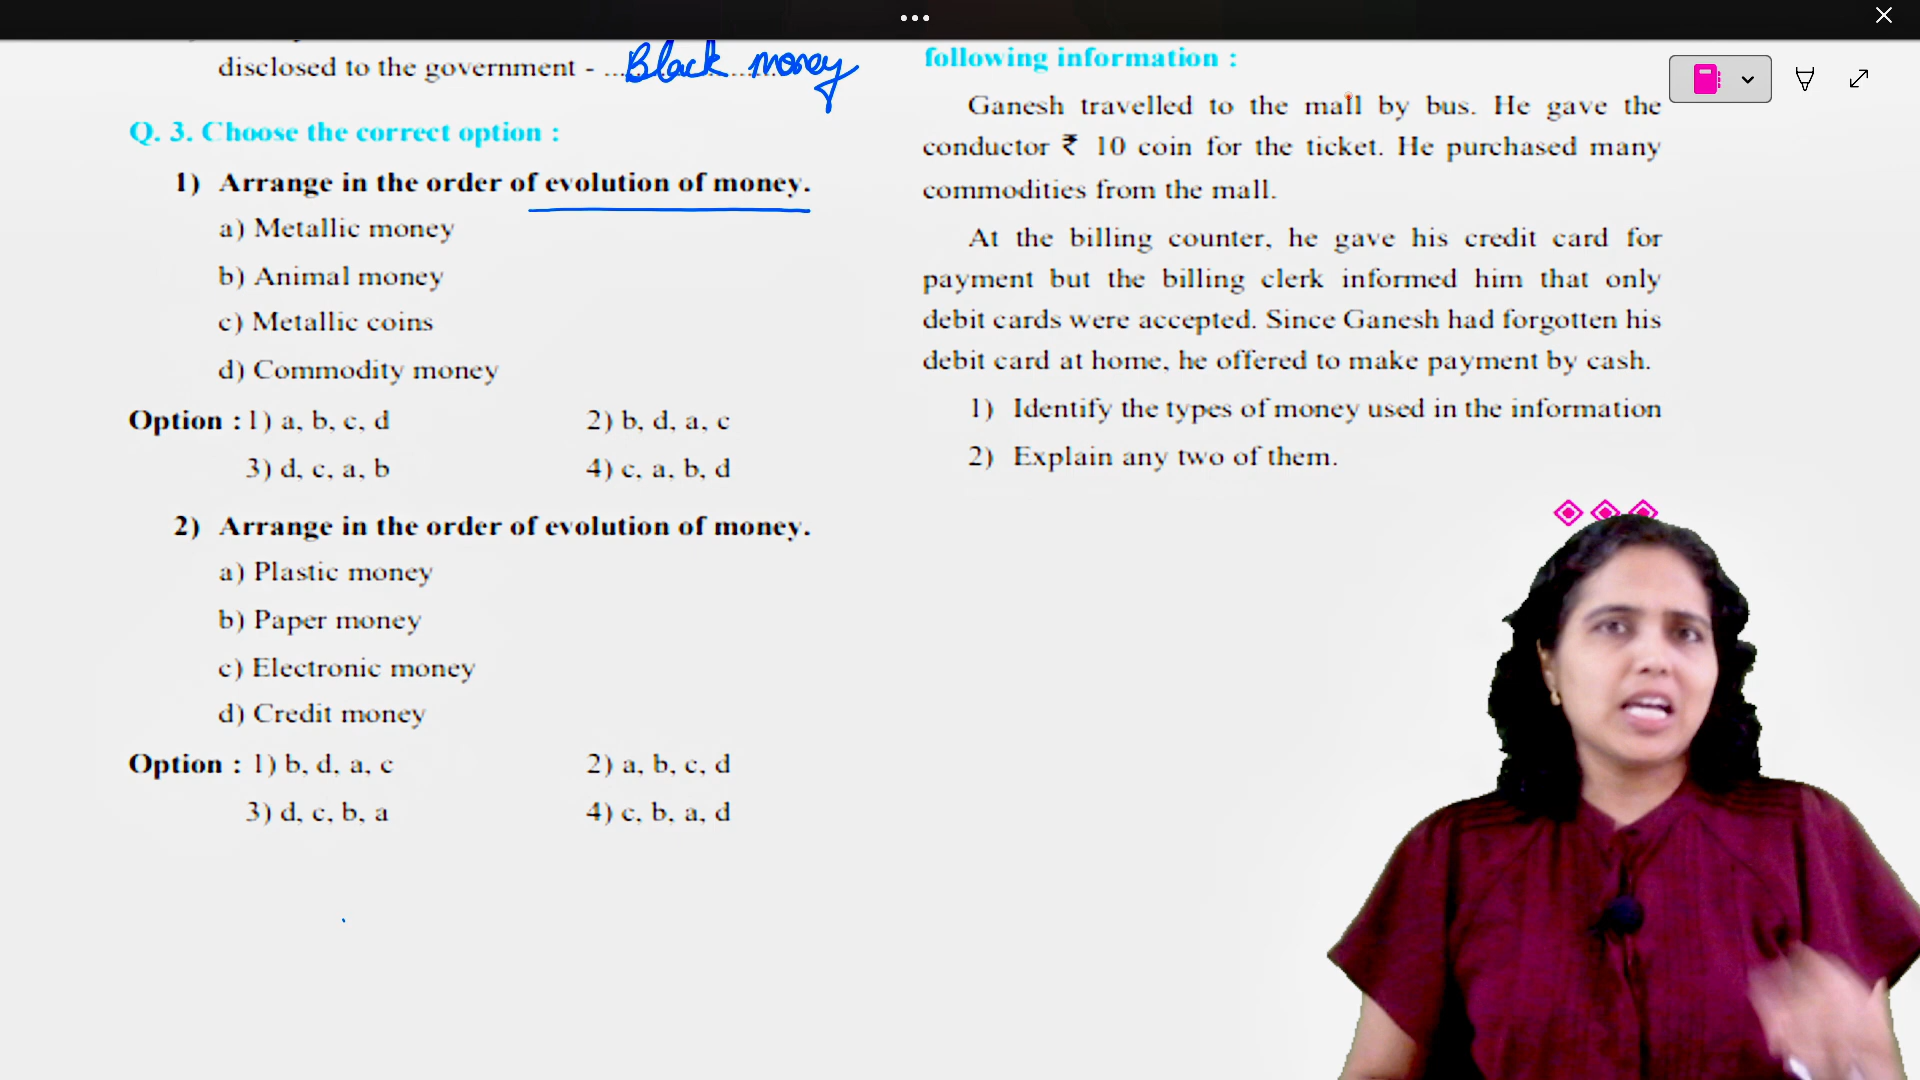 disclosed to the government - ........ Black money
Q. 3. Choose the correct option :
1) Arrange in the order of evolution of money.
a) Metallic money
b) Animal money
c) Metallic coins
d) Commodity money
Option : 1) a, b, c, d 2) b, d, a, c
3) d, c, a, b 4) c, a, b, d
2) Arrange in the order of evolution of money.
a) Plastic money
b) Paper money
c) Electronic money
d) Credit money
Option : 1) b, d, a, c 2) a, b, c, d
3) d, c, b, a 4) c, b, a, d
following information :
Ganesh travelled to the mall by bus. He gave the
conductor ₹ 10 coin for the ticket. He purchased many
commodities from the mall.
At the billing counter, he gave his credit card for
payment but the billing clerk informed him that only
debit cards were accepted. Since Ganesh had forgotten his
debit card at home, he offered to make payment by cash.
1) Identify the types of money used in the information
2) Explain any two of them.